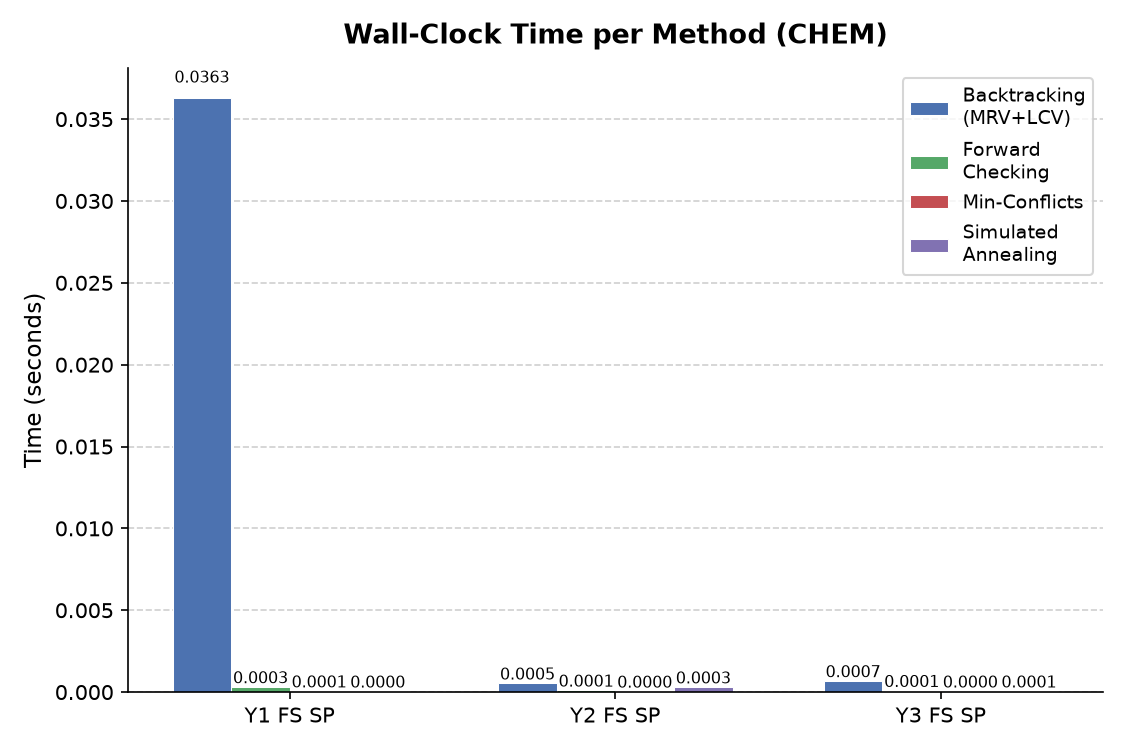 Wall-Clock Time per Method (CHEM)
0.0363
Backtracking
(MRV+LCV)
Forward
Checking
Min-Conflicts
Simulated
Annealing
Time (seconds)
0.035
0.030
0.025
0.020
0.015
0.010
0.005
0.000
0.0003 0.0001 0.0000
0.0005 0.0001 0.0000 0.0003
0.0007 0.0001 0.0000 0.0001
Y1 FS SP
Y2 FS SP
Y3 FS SP